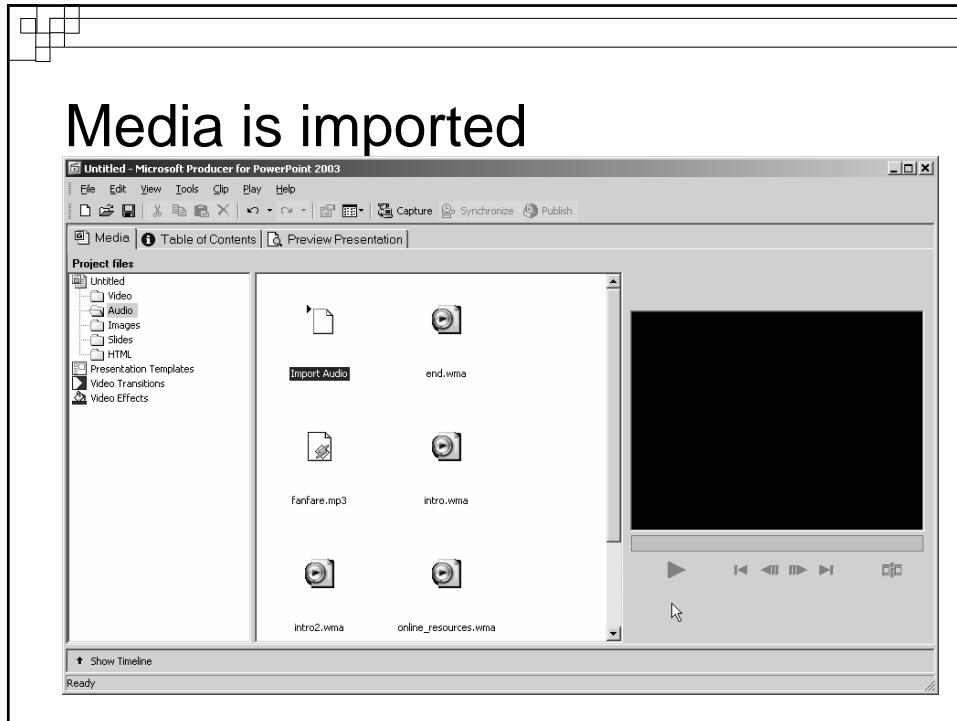 Media is imported
Untitled - Microsoft Producer for PowerPoint 2003
File Edit View Tools Clip Play Help
Capture Synchronize Publish
Media Table of Contents Preview Presentation
Project files
Untitled
Video
Audio
Images
Slides
HTML
Presentation Templates
Video Transitions
Video Effects
Import Audio end.wma
fanfare.mp3 intro.wma
intro2.wma online_resources.wma
Show Timeline
Ready